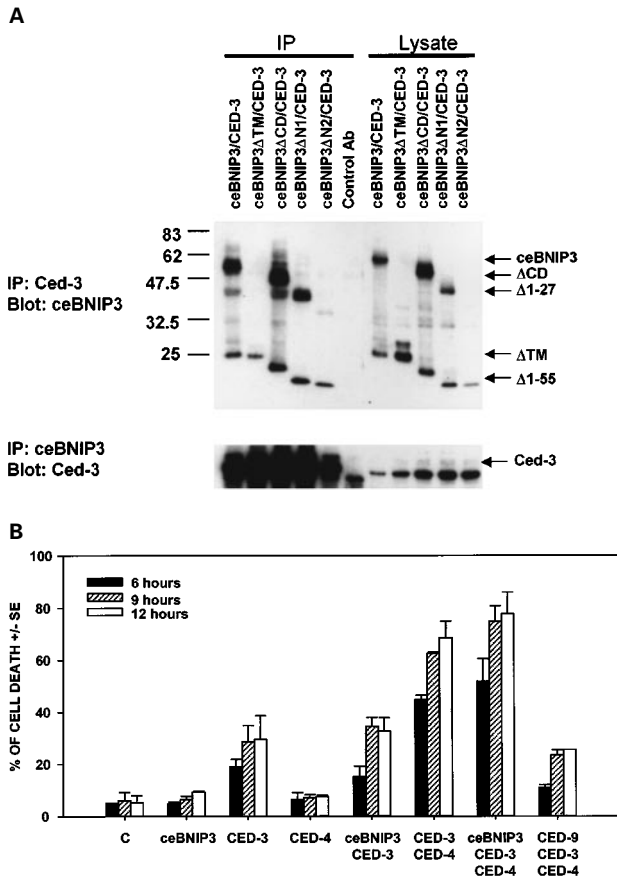 A
IP
Lysate
ceBNIP3/CED-3
ceBNIP3ΔTM/CED-3
ceBNIP3ΔCD/CED-3
ceBNIP3ΔN1/CED-3
ceBNIP3ΔN2/CED-3
Control Ab
ceBNIP3/CED-3
ceBNIP3ΔTM/CED-3
ceBNIP3ΔCD/CED-3
ceBNIP3ΔN1/CED-3
ceBNIP3ΔN2/CED-3
83
62
47.5
32.5
25
IP: Ced-3
Blot: ceBNIP3
ceBNIP3
ΔCD
Δ1-27
ΔTM
Δ1-55
IP: ceBNIP3
Blot: Ced-3
Ced-3
B
% OF CELL DEATH +/- SE
100
80
60
40
20
0
6 hours
9 hours
12 hours
C
ceBNIP3
CED-3
CED-4
ceBNIP3
CED-3
CED-3
CED-4
ceBNIP3
CED-3
CED-4
CED-9
CED-3
CED-4